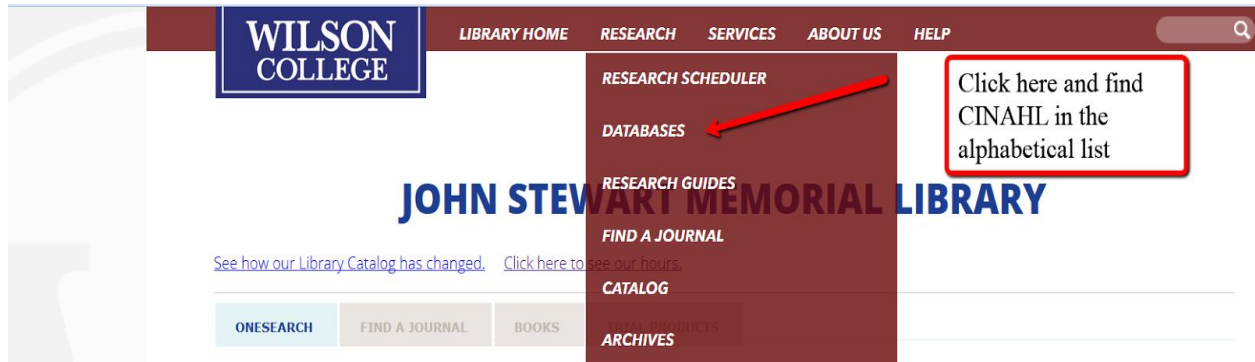 WILSON
COLLEGE
LIBRARY HOME RESEARCH SERVICES ABOUT US HELP
RESEARCH SCHEDULER
DATABASES
RESEARCH GUIDES
FIND A JOURNAL
CATALOG
ARCHIVES
Click here and find
CINAHL in the
alphabetical list
JOHN STEWART MEMORIAL LIBRARY
See how our Library Catalog has changed. Click here to see our hours.
ONESEARCH FIND A JOURNAL BOOKS TRIAL PRODUCTS